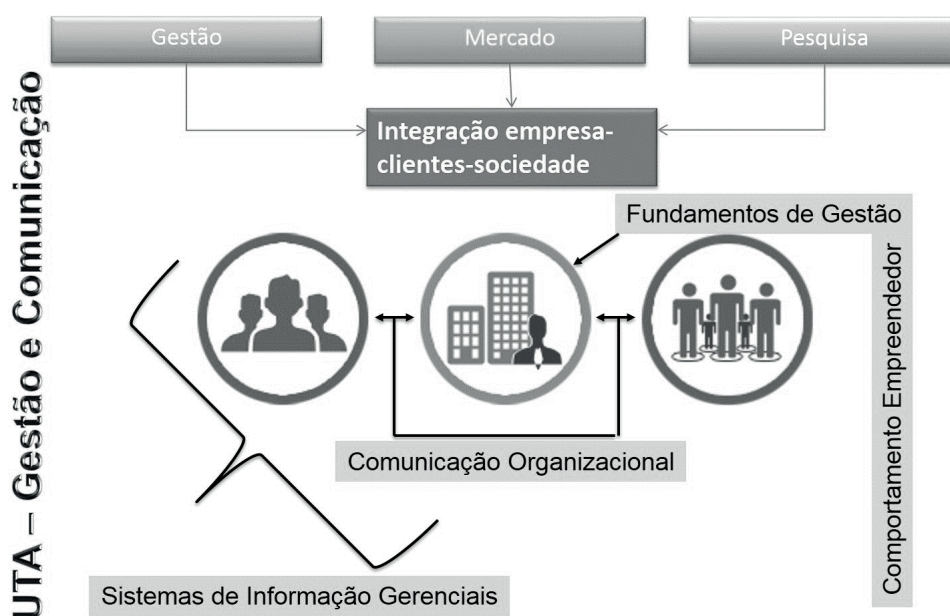 Gestão
Mercado
Pesquisa
Integração empresa-
clientes-sociedade
UTA – Gestão e Comunicação
Fundamentos de Gestão
Comportamento Empreendedor
Comunicação Organizacional
Sistemas de Informação Gerenciais